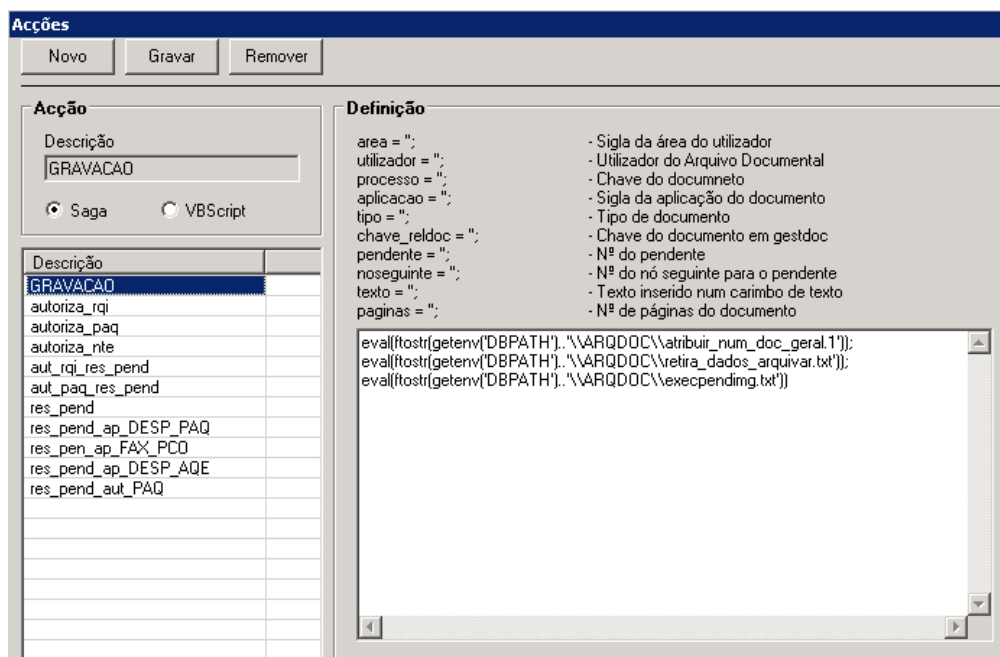 Acções
Novo Gravar Remover
Acção
Descrição
GRAVACAO
Saga VBScript
Descrição
GRAVACAO
autoriza_rqi
autoriza_paq
autoriza_nte
aut_rqi_res_pend
aut_paq_res_pend
res_pend
res_pend_ap_DESP_PAQ
res_pen_ap_FAX_PCO
res_pend_ap_DESP_AQE
res_pend_aut_PAQ
Definição
area = ''; - Sigla da área do utilizador
utilizador = ''; - Utilizador do Arquivo Documental
processo = ''; - Chave do documneto
aplicacao = ''; - Sigla da aplicação do documento
tipo = ''; - Tipo de documento
chave_reldoc = ''; - Chave do documento em gestdoc
pendente = ''; - Nº do pendente
noseguinte = ''; - Nº do nó seguinte para o pendente
texto = ''; - Texto inserido num carimbo de texto
paginas = ''; - Nº de páginas do documento
eval(ftostr(getenv('DBPATH')..'\\ARQDOC\\atribuir_num_doc_geral.1'));
eval(ftostr(getenv('DBPATH')..'\\ARQDOC\\retira_dados_arquivar.txt'));
eval(ftostr(getenv('DBPATH')..'\\ARQDOC\\execpendimg.txt'))